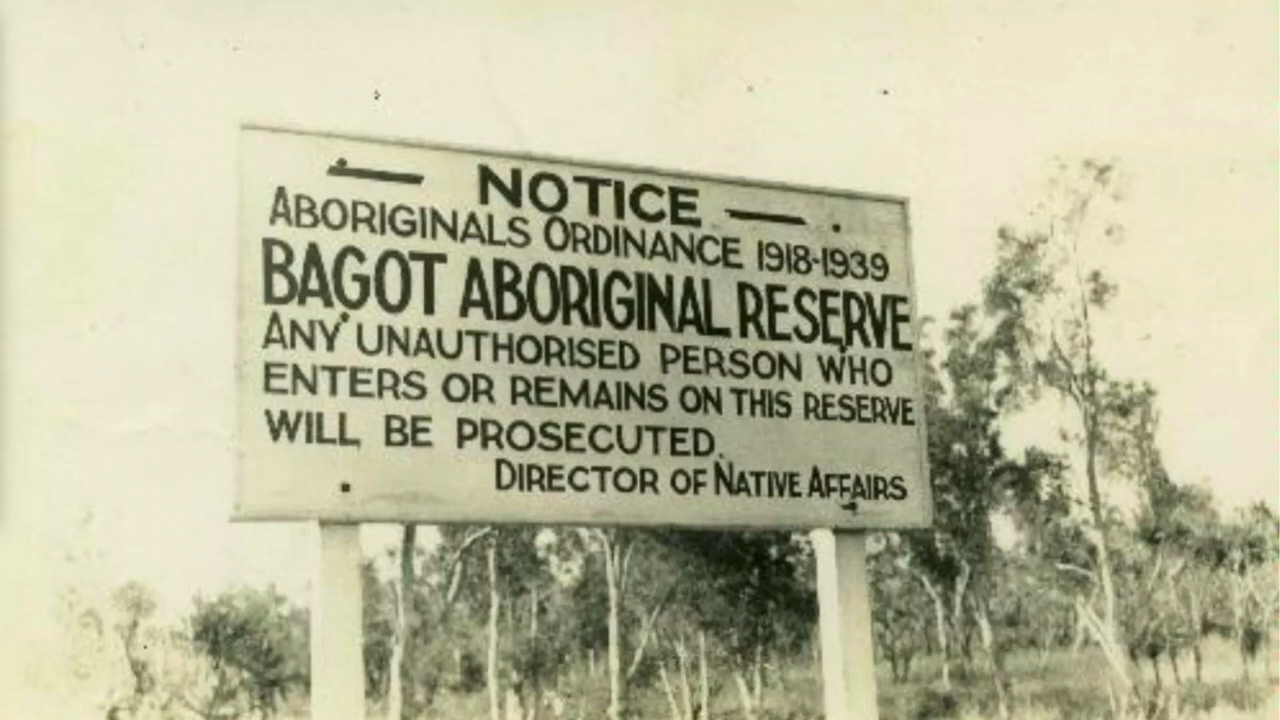 — NOTICE —
ABORIGINALS ORDINANCE 1918-1939
BAGOT ABORIGINAL RESERVE
ANY UNAUTHORISED PERSON WHO
ENTERS OR REMAINS ON THIS RESERVE
WILL BE PROSECUTED.
DIRECTOR OF NATIVE AFFAIRS